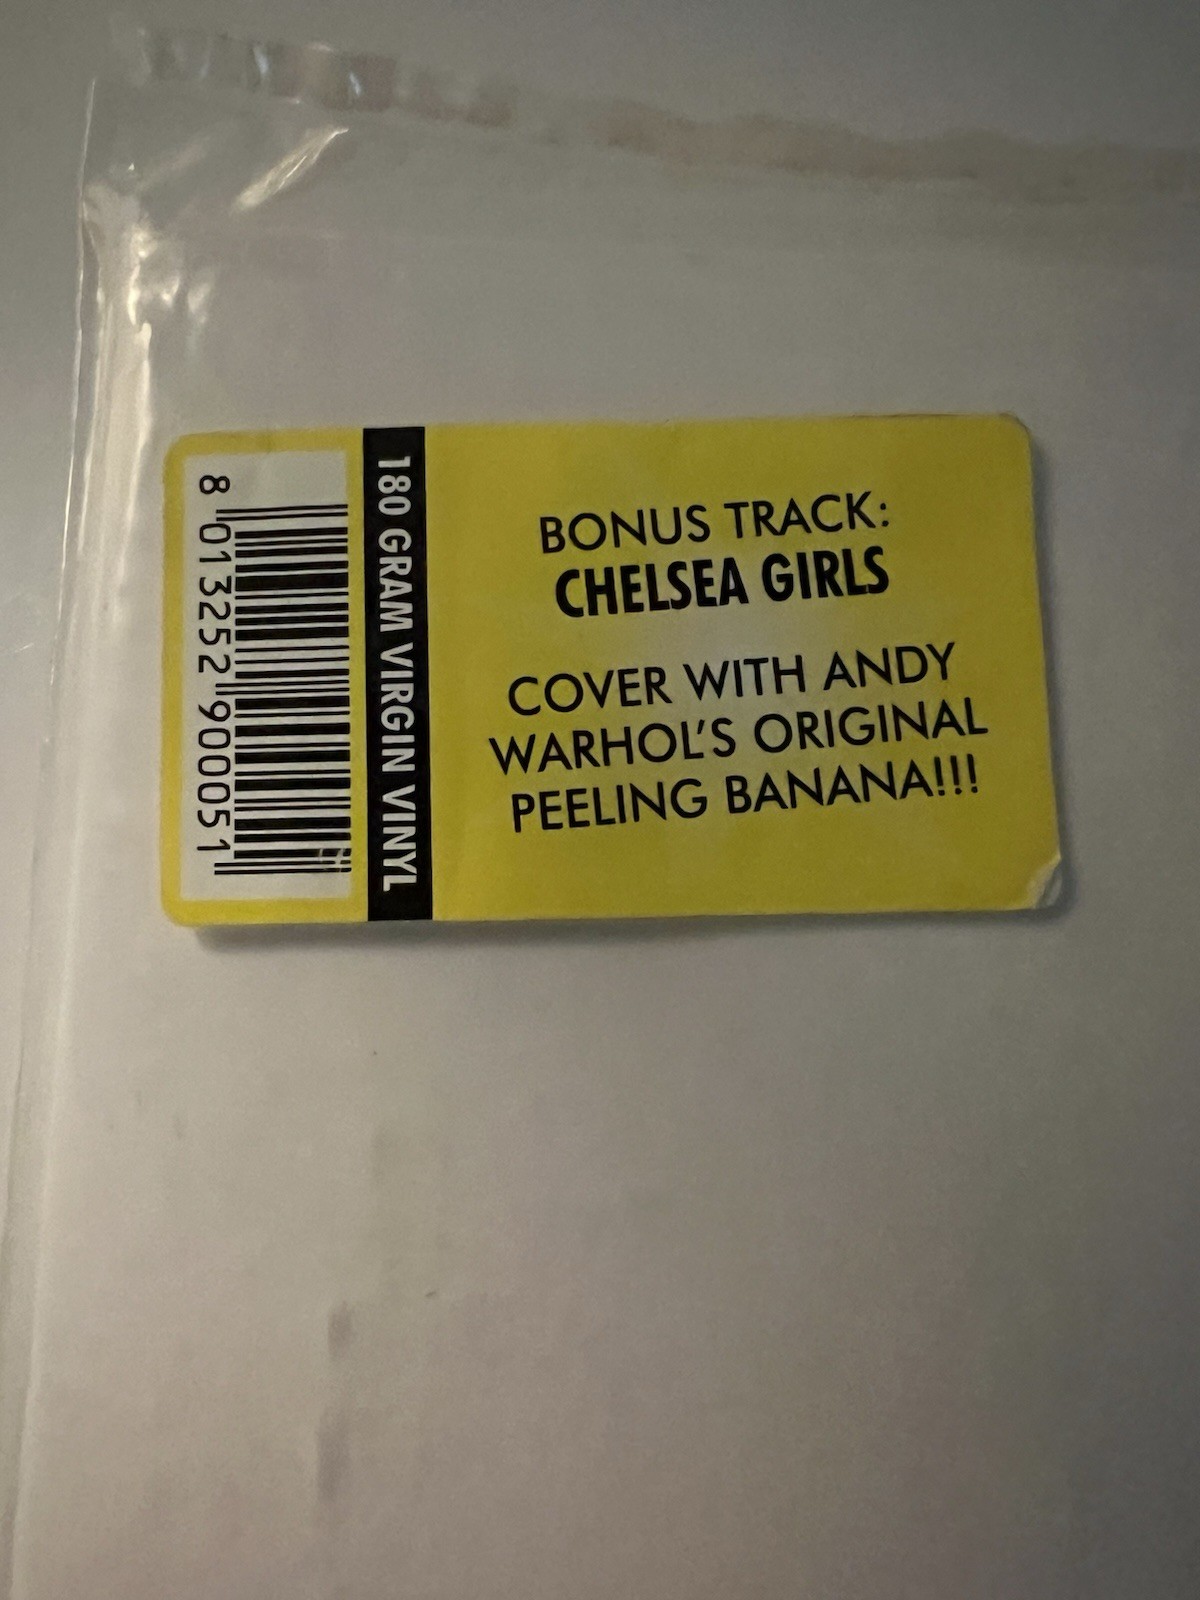 8 013252 900051
180 GRAM VIRGIN VINYL
BONUS TRACK:
CHELSEA GIRLS
COVER WITH ANDY
WARHOL'S ORIGINAL
PEELING BANANA!!!